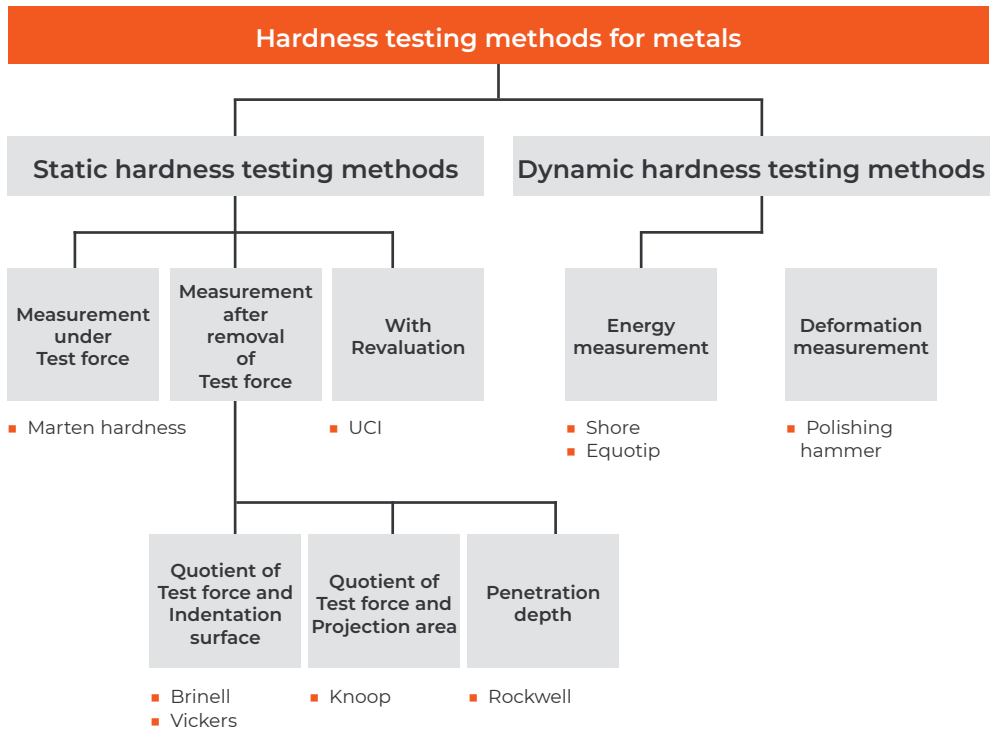 Hardness testing methods for metals
Static hardness testing methods
Dynamic hardness testing methods
Measurement
under
Test force
Measurement
after
removal
of
Test force
With
Revaluation
Energy
measurement
Deformation
measurement
Marten hardness
UCI
Shore
Equotip
Polishing
hammer
Quotient of
Test force and
Indentation
surface
Quotient of
Test force and
Projection area
Penetration
depth
Brinell
Vickers
Knoop
Rockwell